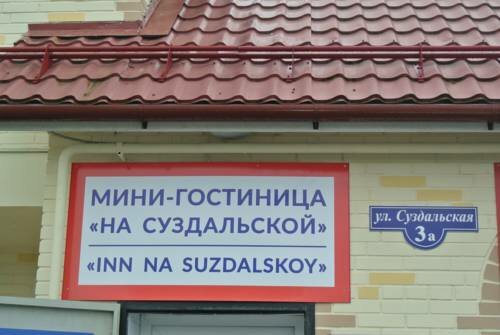 МИНИ-ГОСТИНИЦА
«НА СУЗДАЛЬСКОЙ»
«INN NA SUZDALSKOY»
ул. Суздальская
3а